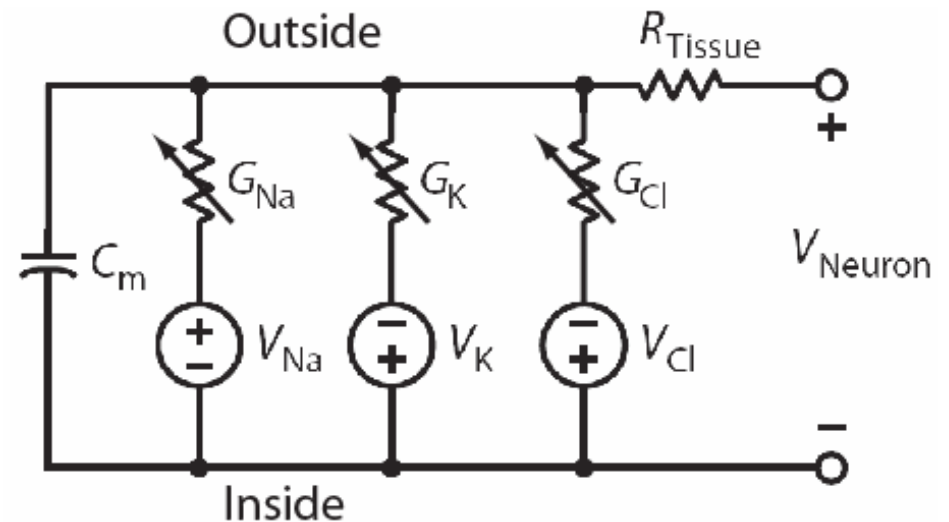 Outside
R_Tissue
+
G_Na
G_K
G_Cl
C_m
V_Neuron
+
−
V_Na
−
+
V_K
−
+
V_Cl
−
Inside